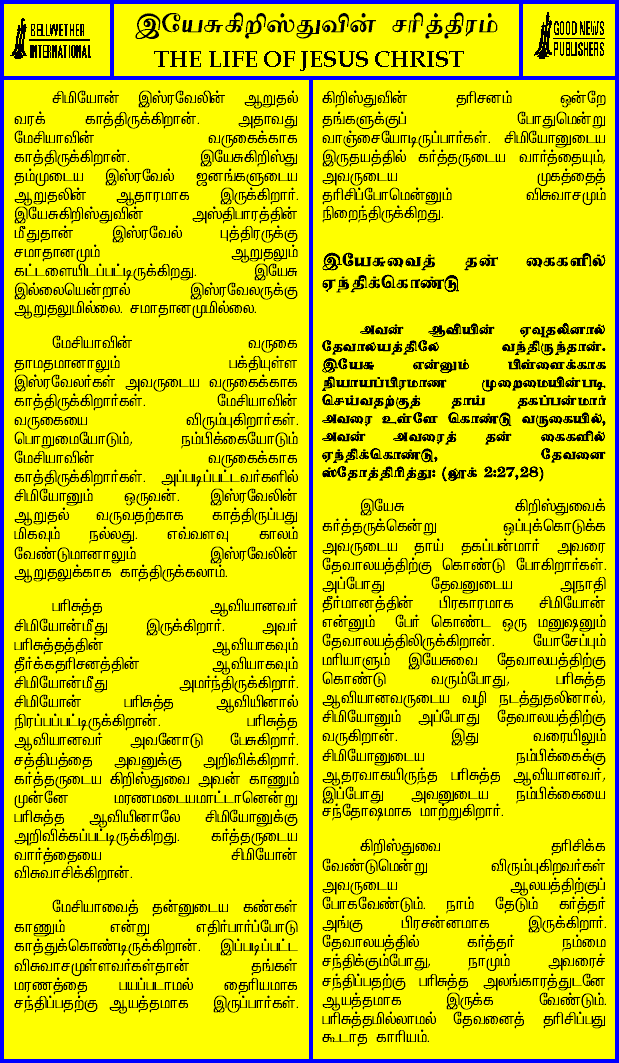 BELLWETHER
INTERNATIONAL
இயேசுகிறிஸ்துவின் சரித்திரம்
THE LIFE OF JESUS CHRIST
GOOD NEWS
PUBLISHERS
சிமியோன் இஸ்ரவேலின் ஆறுதல்
வரக் காத்திருக்கிறான். அதாவது
மேசியாவின் வருகைக்காக
காத்திருக்கிறான். இயேசுகிறிஸ்து
தம்முடைய இஸ்ரவேல் ஜனங்களுடைய
ஆறுதலின் ஆதாரமாக இருக்கிறார்.
இயேசுகிறிஸ்துவின் அஸ்திபாரத்தின்
மீதுதான் இஸ்ரவேல் புத்திரருக்கு
சமாதானமும் ஆறுதலும்
கட்டளையிடப்பட்டிருக்கிறது. இயேசு
இல்லையென்றால் இஸ்ரவேலருக்கு
ஆறுதலுமில்லை. சமாதானமுமில்லை.
மேசியாவின் வருகை
தாமதமானாலும் பக்தியுள்ள
இஸ்ரவேலர்கள் அவருடைய வருகைக்காக
காத்திருக்கிறார்கள். மேசியாவின்
வருகையை விரும்புகிறார்கள்.
பொறுமையோடும், நம்பிக்கையோடும்
மேசியாவின் வருகைக்காக
காத்திருக்கிறார்கள். அப்படிப்பட்டவர்களில்
சிமியோனும் ஒருவன். இஸ்ரவேலின்
ஆறுதல் வருவதற்காக காத்திருப்பது
மிகவும் நல்லது. எவ்வளவு காலம்
வேண்டுமானாலும் இஸ்ரவேலின்
ஆறுதலுக்காக காத்திருக்கலாம்.
பரிசுத்த ஆவியானவர்
சிமியோன்மீது இருக்கிறார். அவர்
பரிசுத்தத்தின் ஆவியாகவும்
தீர்க்கதரிசனத்தின் ஆவியாகவும்
சிமியோன்மீது அமர்ந்திருக்கிறார்.
சிமியோன் பரிசுத்த ஆவியினால்
நிரப்பப்பட்டிருக்கிறான். பரிசுத்த
ஆவியானவர் அவனோடு பேசுகிறார்.
சத்தியத்தை அவனுக்கு அறிவிக்கிறார்.
கர்த்தருடைய கிறிஸ்துவை அவன் காணும்
முன்னே மரணமடையமாட்டானென்று
பரிசுத்த ஆவியினாலே சிமியோனுக்கு
அறிவிக்கப்பட்டிருக்கிறது. கர்த்தருடைய
வார்த்தையை சிமியோன்
விசுவாசிக்கிறான்.
மேசியாவைத் தன்னுடைய கண்கள்
காணும் என்று எதிர்பார்ப்போடு
காத்துக்கொண்டிருக்கிறான். இப்படிப்பட்ட
விசுவாசமுள்ளவர்கள்தான் தங்கள்
மரணத்தை பயப்படாமல் தைரியமாக
சந்திப்பதற்கு ஆயத்தமாக இருப்பார்கள்.
கிறிஸ்துவின் தரிசனம் ஒன்றே
தங்களுக்குப் போதுமென்று
வாஞ்சையோடிருப்பார்கள். சிமியோனுடைய
இருதயத்தில் கர்த்தருடைய வார்த்தையும்,
அவருடைய முகத்தைத்
தரிசிப்போமென்னும் விசுவாசமும்
நிறைந்திருக்கிறது.
இயேசுவைத் தன் கைகளில்
ஏந்திக்கொண்டு
அவன் ஆவியின் ஏவுதலினால்
தேவாலயத்திலே வந்திருந்தான்.
இயேசு என்னும் பிள்ளைக்காக
நியாயப்பிரமாண முறைமையின்படி
செய்வதற்குத் தாய் தகப்பன்மார்
அவரை உள்ளே கொண்டு வருகையில்,
அவன் அவரைத் தன் கைகளில்
ஏந்திக்கொண்டு, தேவனை
ஸ்தோத்திரித்து: (லூக் 2:27,28)
இயேசு கிறிஸ்துவைக்
கர்த்தருக்கென்று ஒப்புக்கொடுக்க
அவருடைய தாய் தகப்பன்மார் அவரை
தேவாலயத்திற்கு கொண்டு போகிறார்கள்.
அப்போது தேவனுடைய அநாதி
தீர்மானத்தின் பிரகாரமாக சிமியோன்
என்னும் பேர் கொண்ட ஒரு மனுஷனும்
தேவாலயத்திலிருக்கிறான். யோசேப்பும்
மரியாளும் இயேசுவை தேவாலயத்திற்கு
கொண்டு வரும்போது, பரிசுத்த
ஆவியானவருடைய வழி நடத்துதலினால்,
சிமியோனும் அப்போது தேவாலயத்திற்கு
வருகிறான். இது வரையிலும்
சிமியோனுடைய நம்பிக்கைக்கு
ஆதரவாகயிருந்த பரிசுத்த ஆவியானவர்,
இப்போது அவனுடைய நம்பிக்கையை
சந்தோஷமாக மாற்றுகிறார்.
கிறிஸ்துவை தரிசிக்க
வேண்டுமென்று விரும்புகிறவர்கள்
அவருடைய ஆலயத்திற்குப்
போகவேண்டும். நாம் தேடும் கர்த்தர்
அங்கு பிரசன்னமாக இருக்கிறார்.
தேவாலயத்தில் கர்த்தர் நம்மை
சந்திக்கும்போது, நாமும் அவரைச்
சந்திப்பதற்கு பரிசுத்த அலங்காரத்துடனே
ஆயத்தமாக இருக்க வேண்டும்.
பரிசுத்தமில்லாமல் தேவனைத் தரிசிப்பது
கூடாத காரியம்.